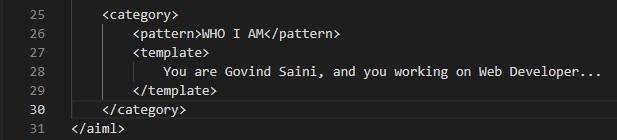 25 <category>
26 <pattern>WHO I AM</pattern>
27 <template>
28 You are Govind Saini, and you working on Web Developer...
29 </template>
30 </category>
31 </aiml>